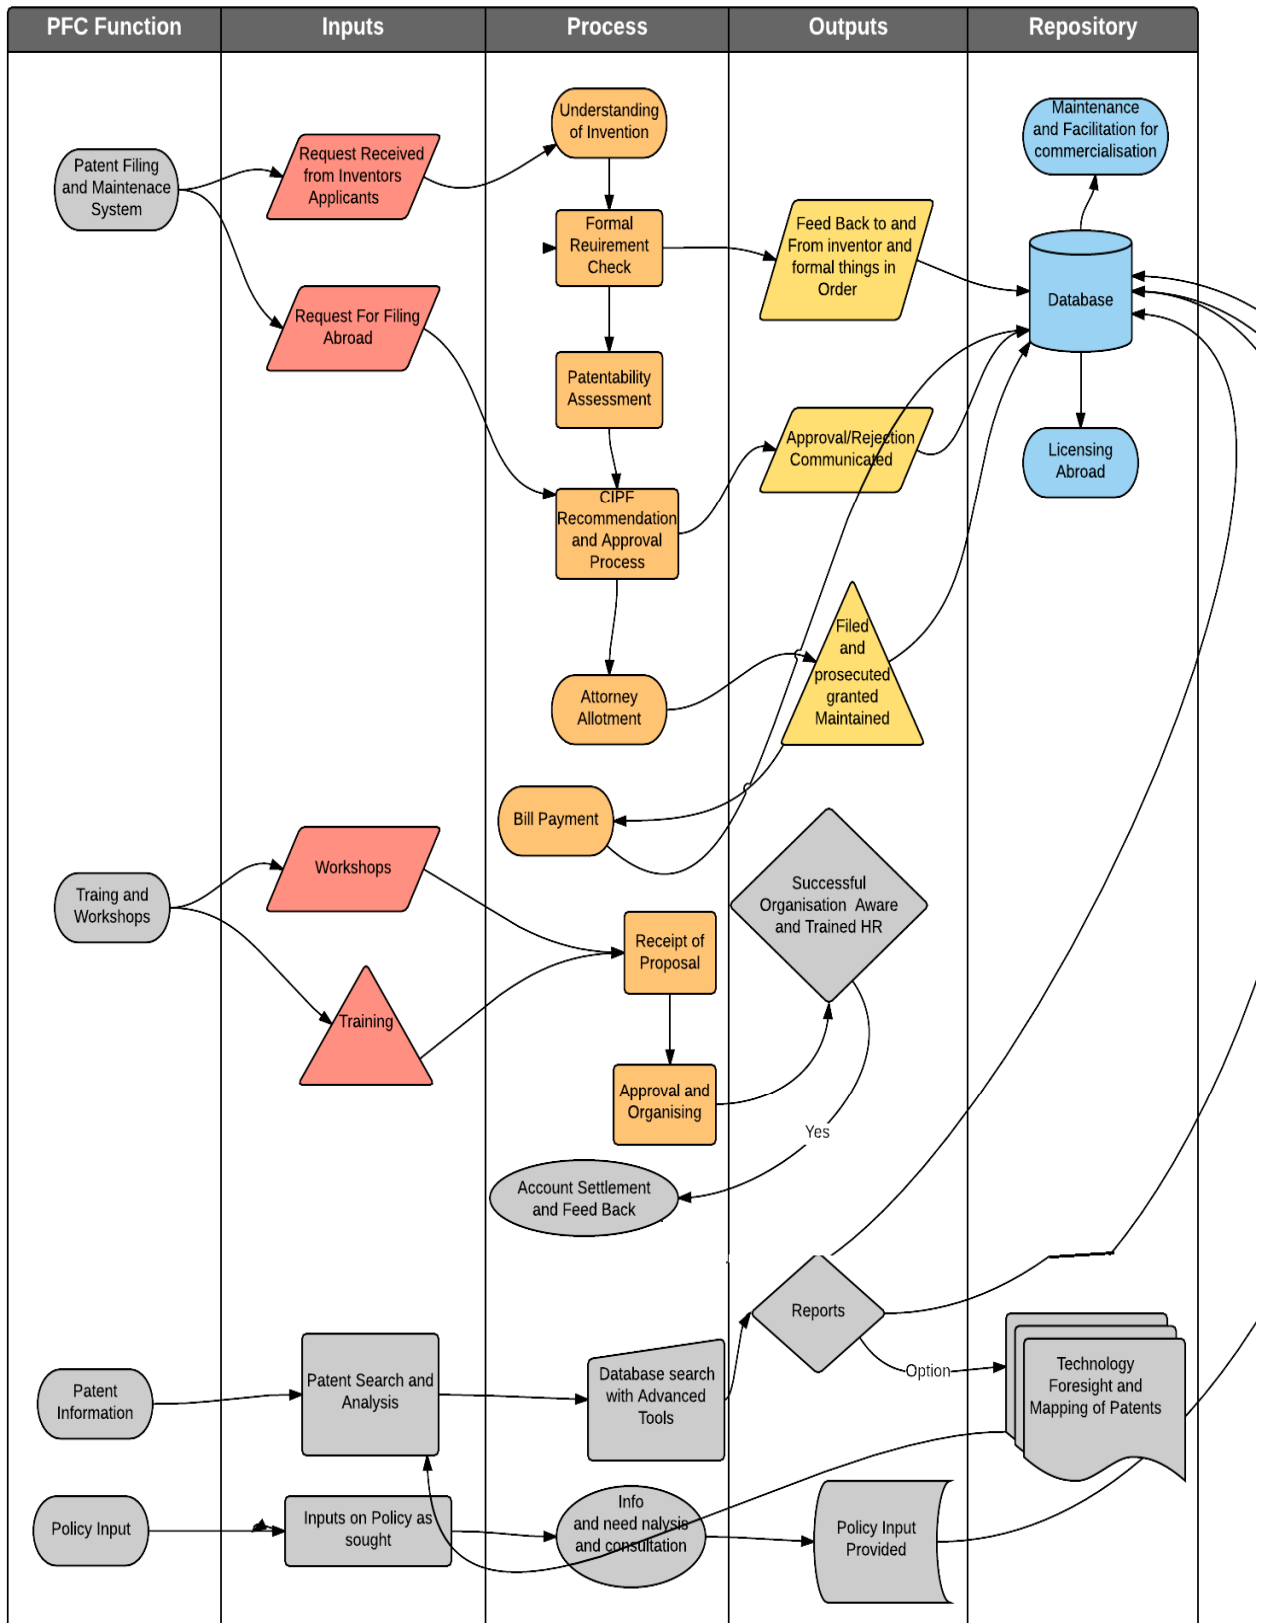 PFC Function
Inputs
Process
Outputs
Repository
Patent Filing
and Maintenace
System
Request Received
from Inventors
Applicants
Request For Filing
Abroad
Understanding
of Invention
Formal
Reuirement
Check
Patentability
Assessment
CIPF
Recommendation
and Approval
Process
Attorney
Allotment
Bill Payment
Feed Back to and
From inventor and
formal things in
Order
Approval/Rejection
Communicated
Filed
and
prosecuted
granted
Maintained
Maintenance
and Facilitation for
commercialisation
Database
Licensing
Abroad
Traing and
Workshops
Workshops
Training
Receipt of
Proposal
Approval and
Organising
Successful
Organisation Aware
and Trained HR
Yes
Account Settlement
and Feed Back
Patent
Information
Patent Search and
Analysis
Database search
with Advanced
Tools
Reports
Option
Technology
Foresight and
Mapping of Patents
Policy Input
Inputs on Policy as
sought
Info
and need nalysis
and consultation
Policy Input
Provided